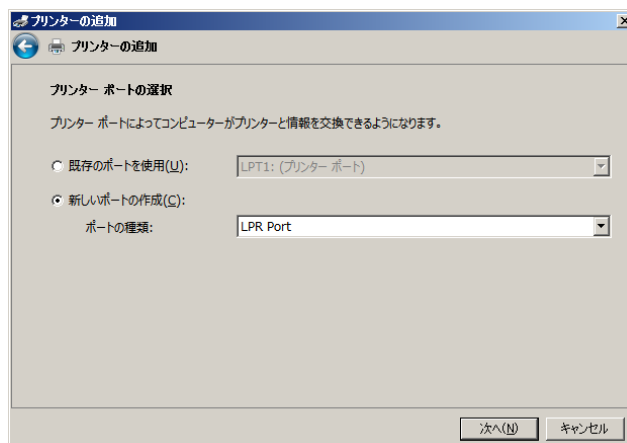 プリンターの追加
プリンターの追加
プリンター ポートの選択
プリンター ポートによってコンピューターがプリンターと情報を交換できるようになります。
既存のポートを使用(U): LPT1: (プリンター ポート)
新しいポートの作成(C):
ポートの種類: LPR Port
次へ(N) キャンセル